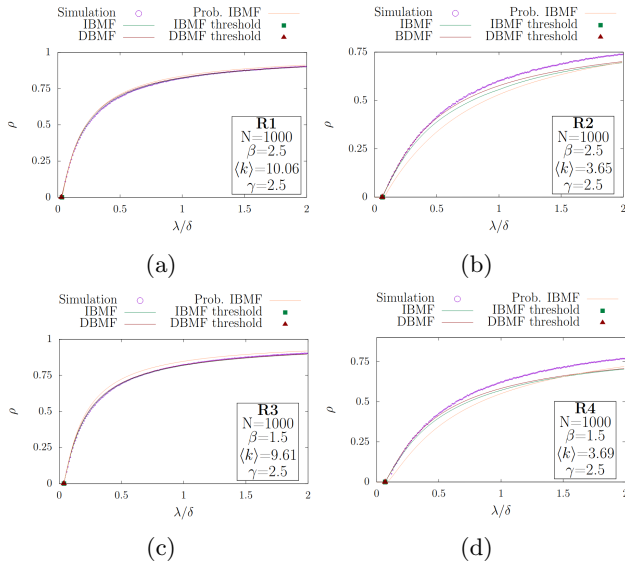 Simulation Prob. IBMF
IBMF IBMF threshold
DBMF DBMF threshold
1
0.75
0.5
0.25
0
ρ
R1
N=1000
β=2.5
⟨k⟩=10.06
γ=2.5
0 0.5 1 1.5 2
λ/δ
(a)
Simulation Prob. IBMF
IBMF IBMF threshold
BDMF DBMF threshold
0.75
0.5
0.25
0
ρ
R2
N=1000
β=2.5
⟨k⟩=3.65
γ=2.5
0 0.5 1 1.5 2
λ/δ
(b)
Simulation Prob. IBMF
IBMF IBMF threshold
DBMF DBMF threshold
1
0.75
0.5
0.25
0
ρ
R3
N=1000
β=1.5
⟨k⟩=9.61
γ=2.5
0 0.5 1 1.5 2
λ/δ
(c)
Simulation Prob. IBMF
IBMF IBMF threshold
DBMF DBMF threshold
0.75
0.5
0.25
0
ρ
R4
N=1000
β=1.5
⟨k⟩=3.69
γ=2.5
0 0.5 1 1.5 2
λ/δ
(d)